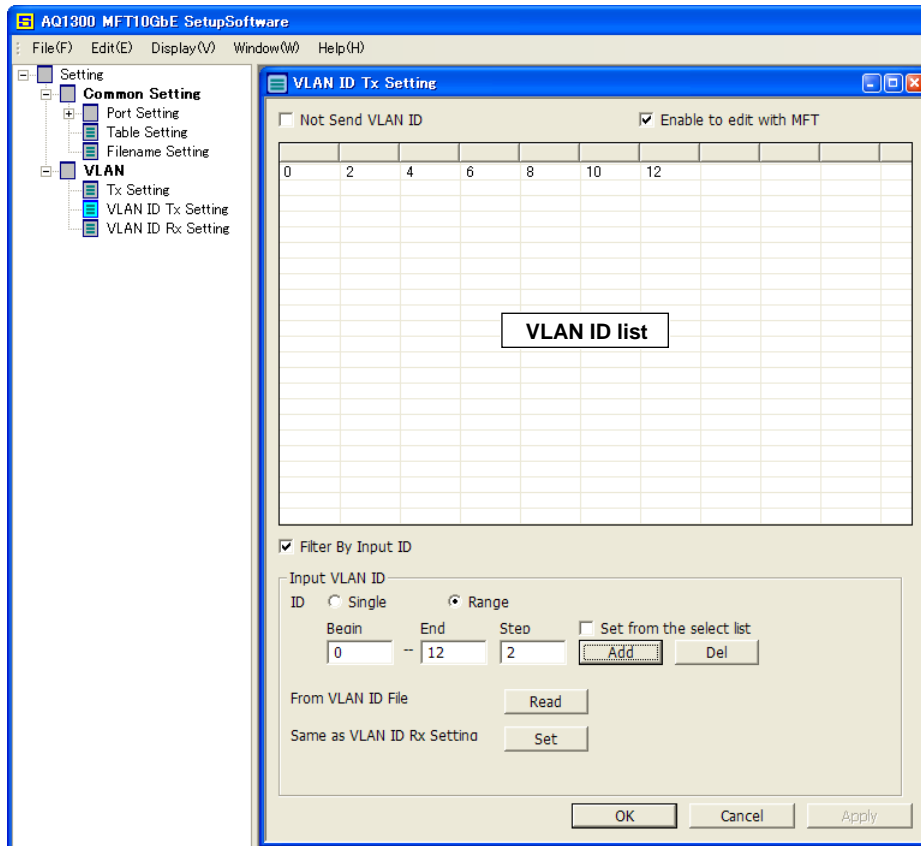 AQ1300 MFT10GbE SetupSoftware
File(F) Edit(E) Display(V) Window(W) Help(H)
Setting
Common Setting
Port Setting
Table Setting
Filename Setting
VLAN
Tx Setting
VLAN ID Tx Setting
VLAN ID Rx Setting
VLAN ID Tx Setting
Not Send VLAN ID Enable to edit with MFT
0 2 4 6 8 10 12
VLAN ID list
Filter By Input ID
Input VLAN ID
ID Single Range
Begin End Step Set from the select list
0 -- 12 2 Add Del
From VLAN ID File Read
Same as VLAN ID Rx Setting Set
OK Cancel Apply